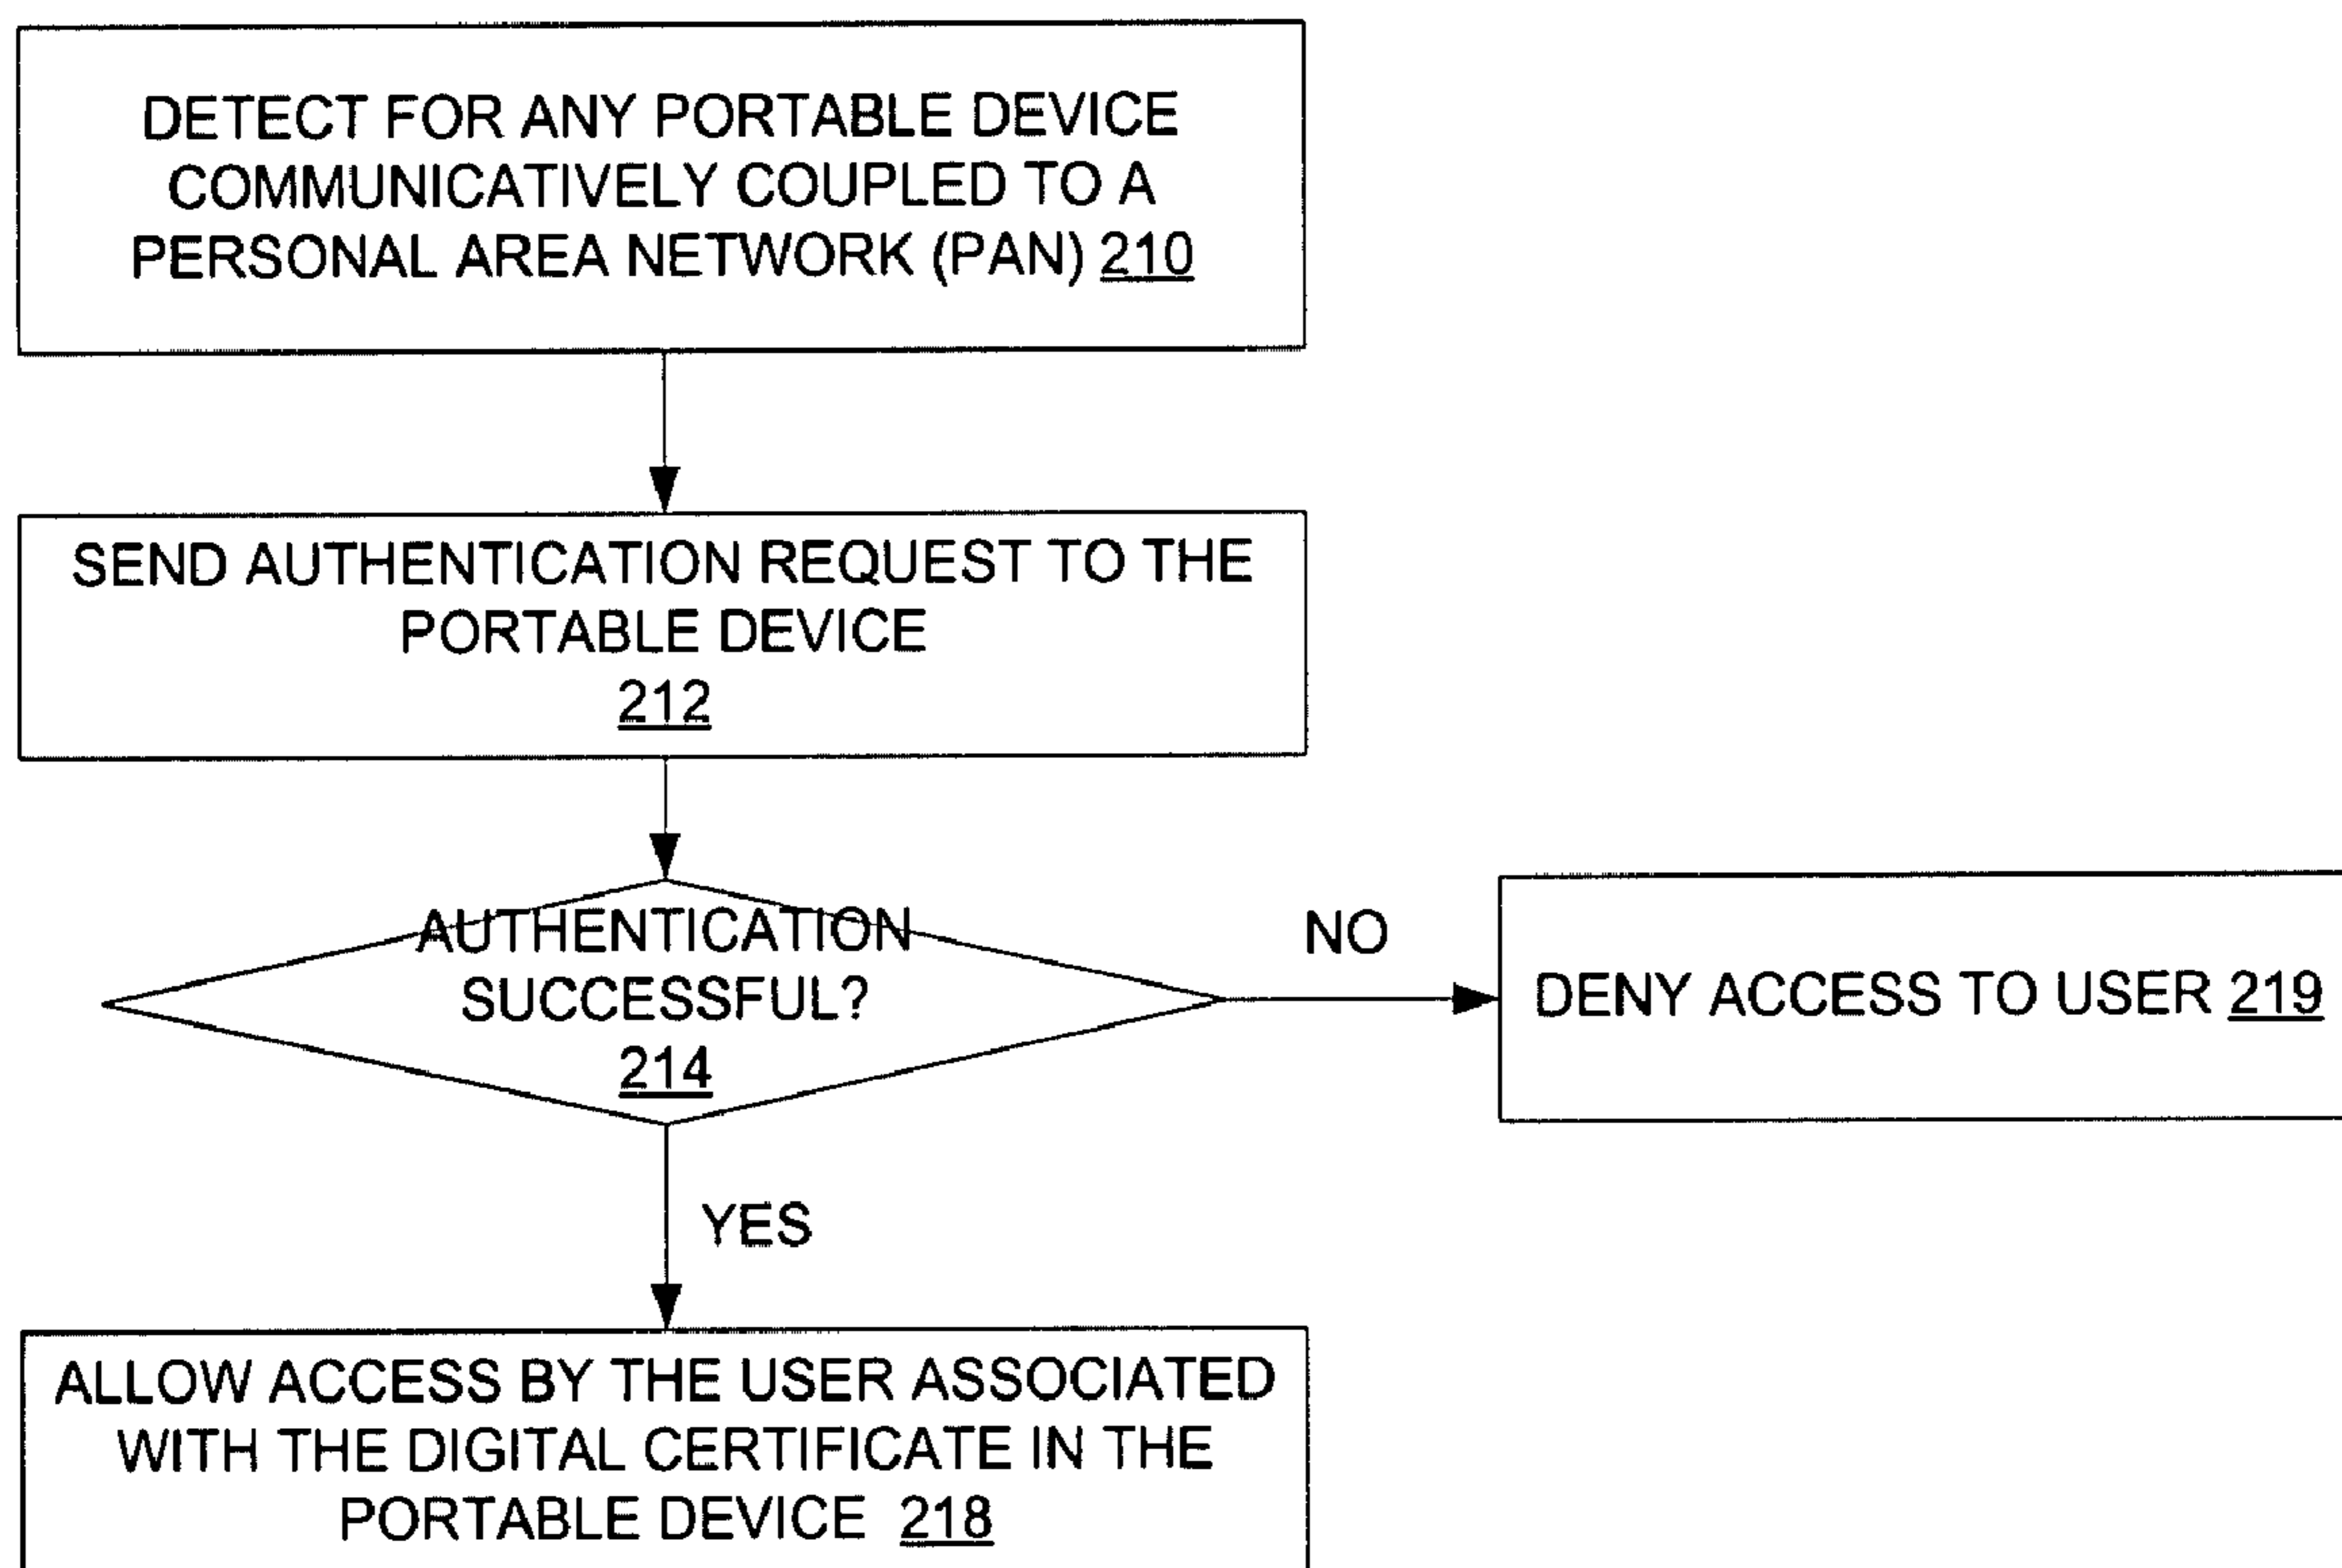 DETECT FOR ANY PORTABLE DEVICE
COMMUNICATIVELY COUPLED TO A
PERSONAL AREA NETWORK (PAN) 210
SEND AUTHENTICATION REQUEST TO THE
PORTABLE DEVICE
212
AUTHENTICATION
SUCCESSFUL?
214
NO
DENY ACCESS TO USER 219
YES
ALLOW ACCESS BY THE USER ASSOCIATED
WITH THE DIGITAL CERTIFICATE IN THE
PORTABLE DEVICE 218